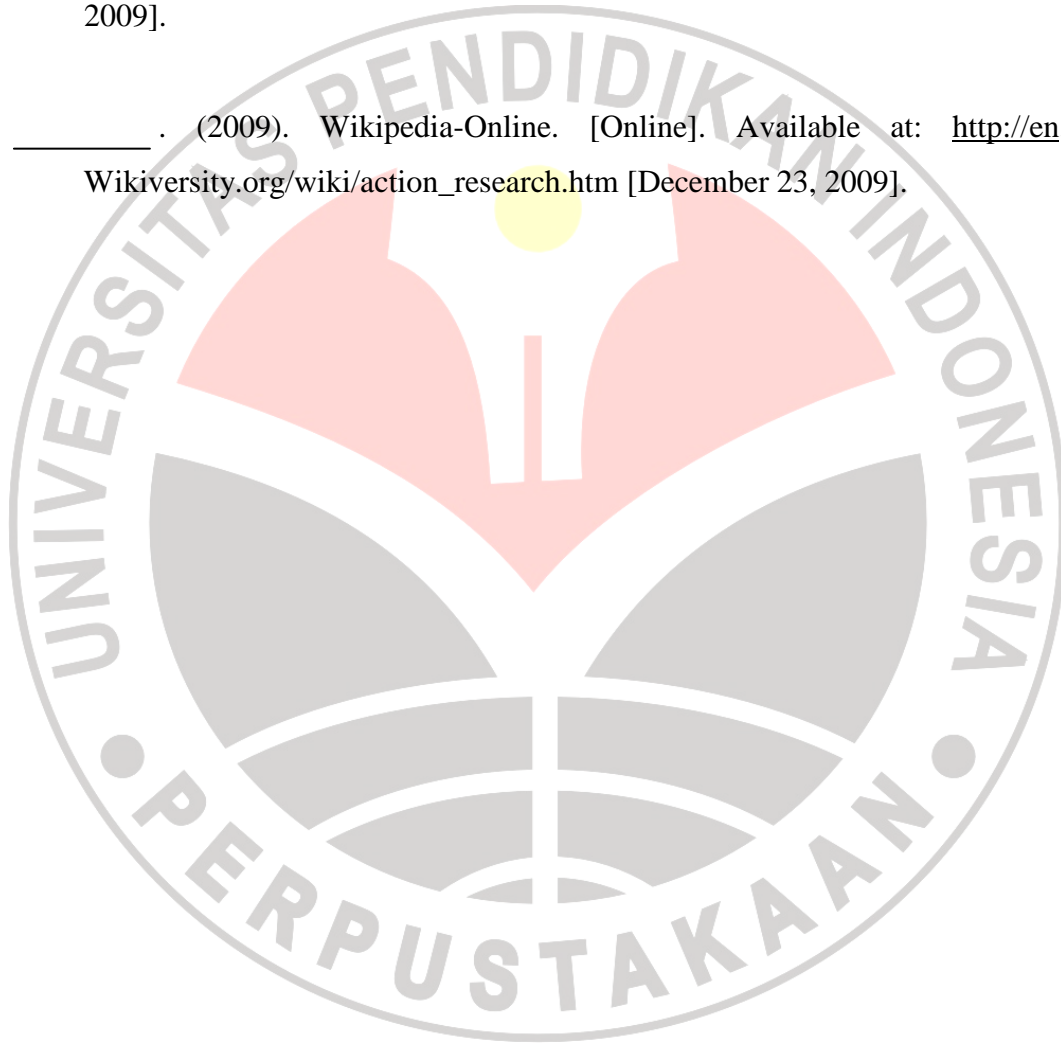 2009].
__________ . (2009). Wikipedia-Online. [Online]. Available at: http://en
Wikiversity.org/wiki/action_research.htm [December 23, 2009].
UNIVERSITAS PENDIDIKAN INDONESIA
PERPUSTAKAAN